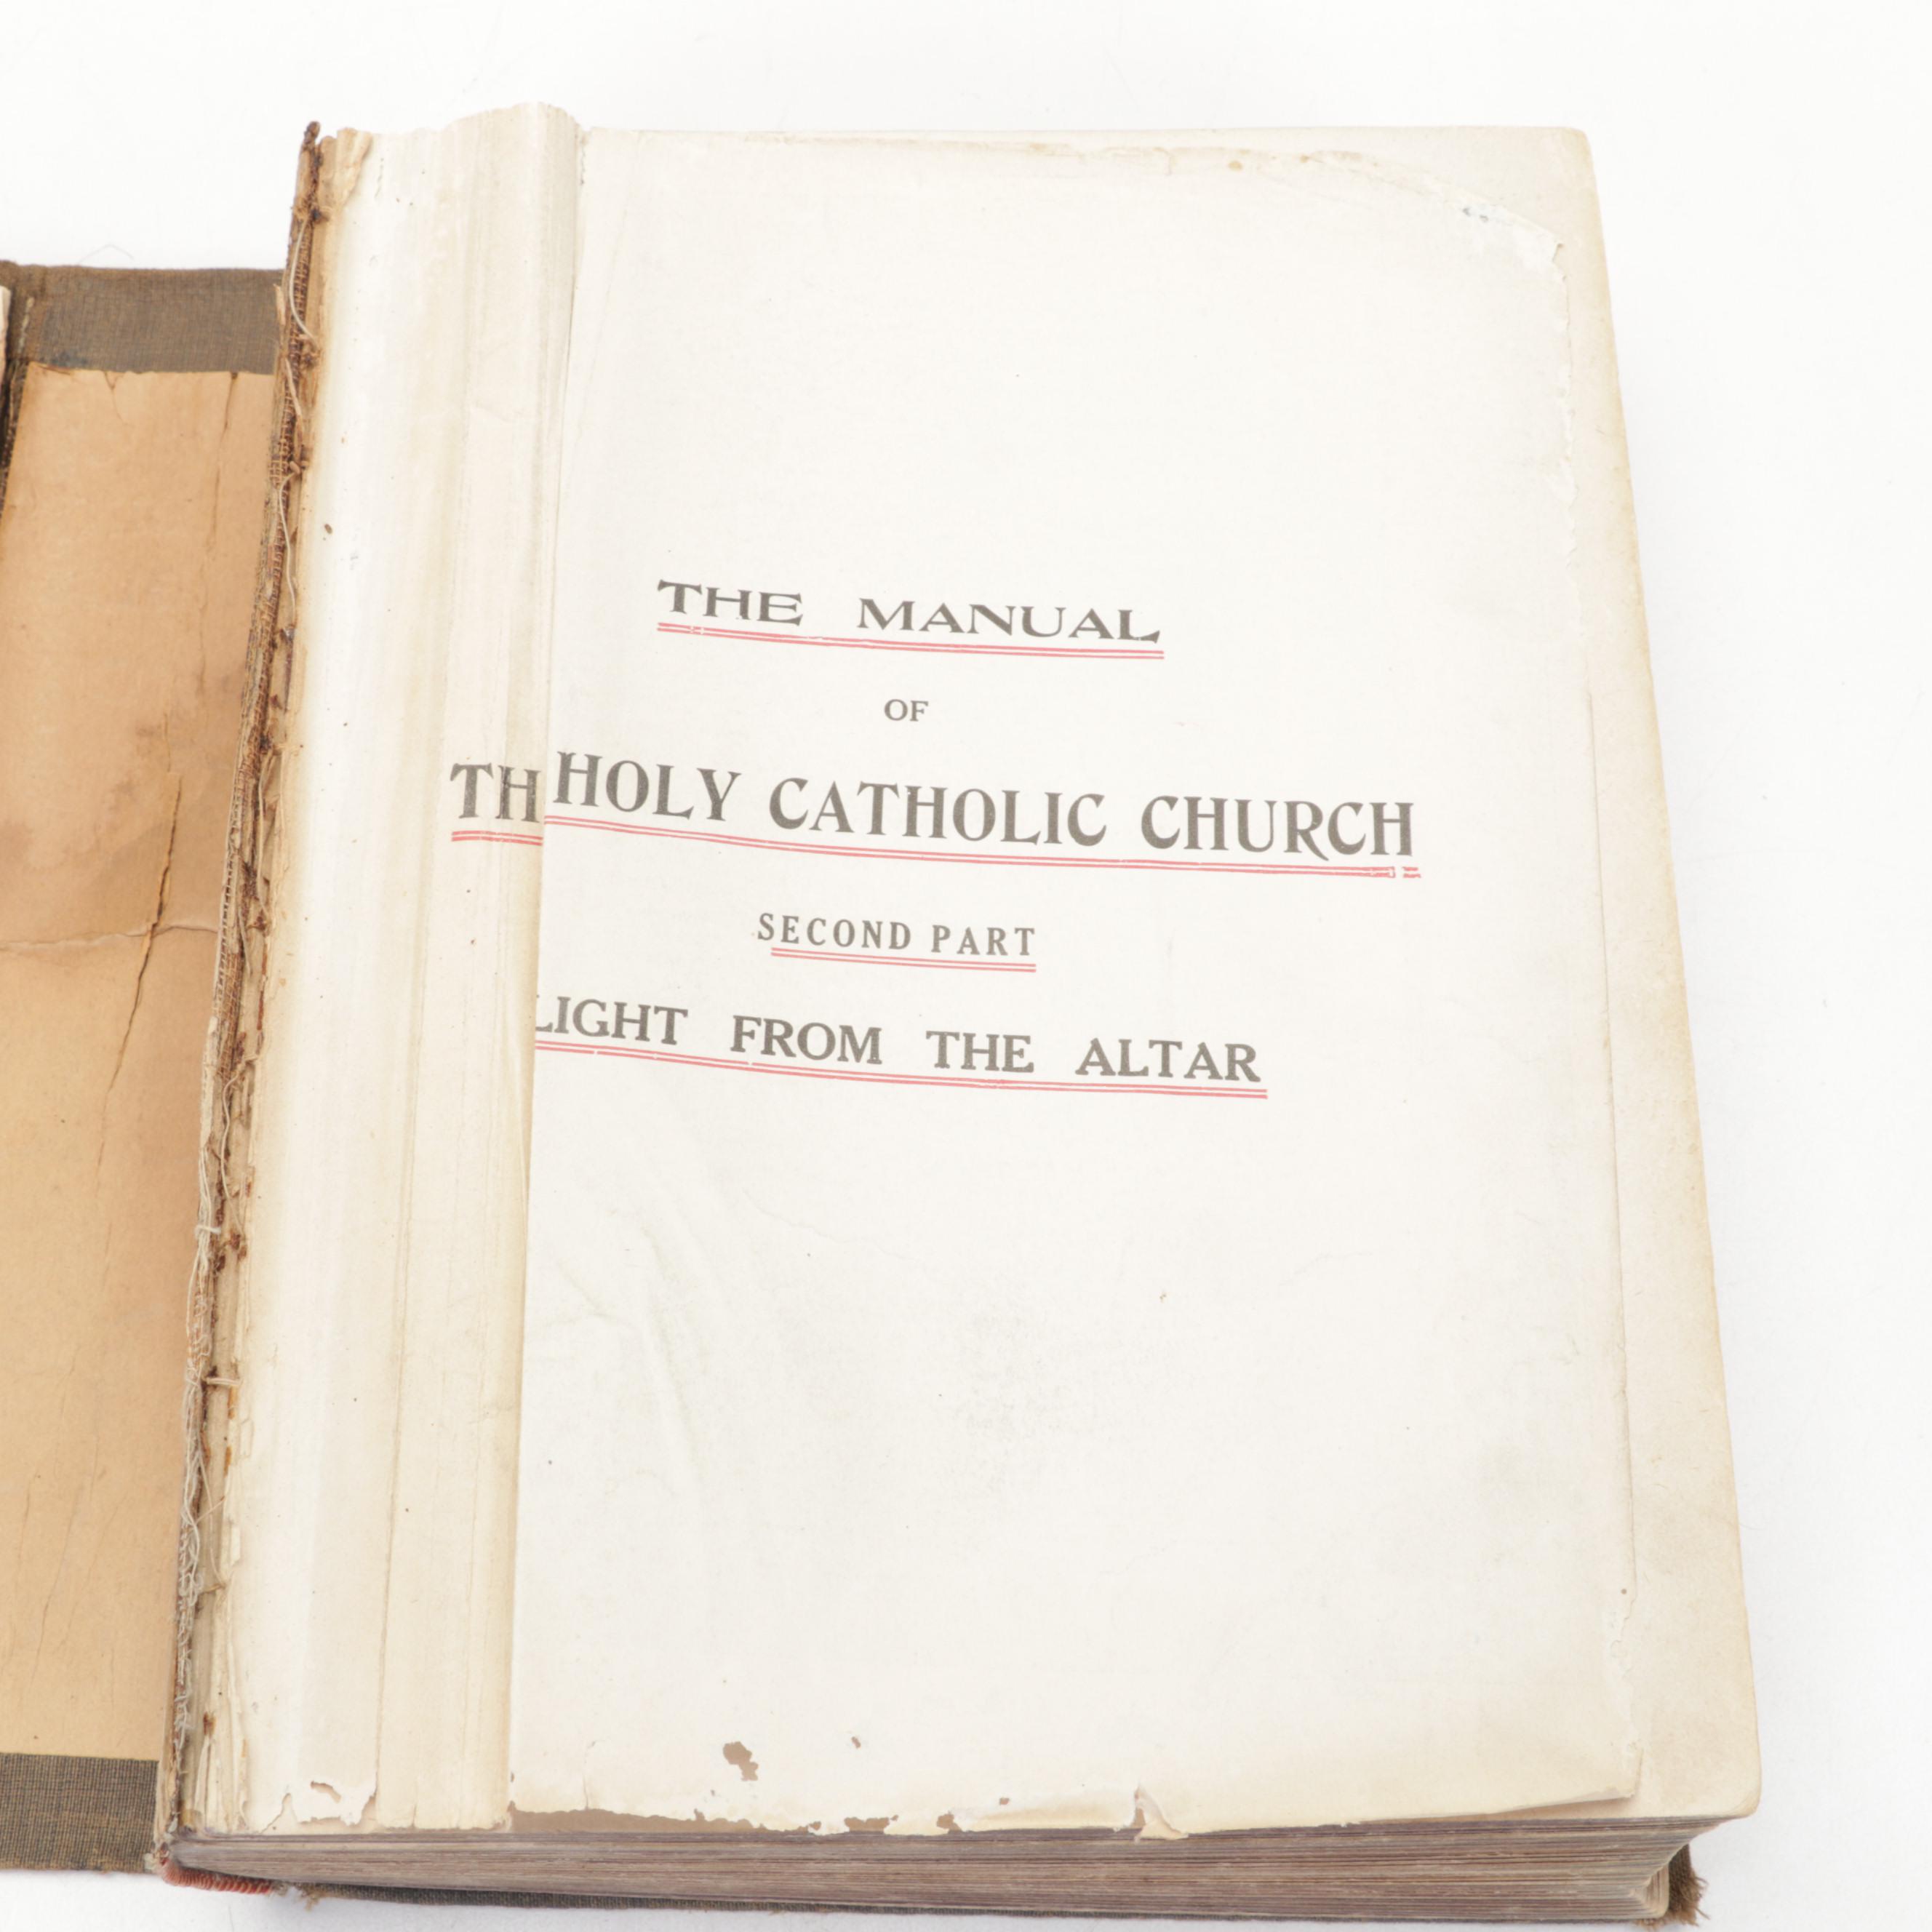 THE MANUAL
OF
TH HOLY CATHOLIC CHURCH
SECOND PART
LIGHT FROM THE ALTAR